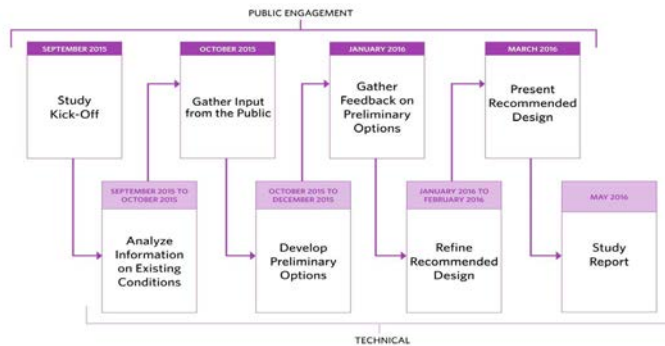 PUBLIC ENGAGEMENT
SEPTEMBER 2015
Study
Kick-Off
OCTOBER 2015
Gather Input
from the Public
JANUARY 2016
Gather
Feedback on
Preliminary
Options
MARCH 2016
Present
Recommended
Design
SEPTEMBER 2015 TO
OCTOBER 2015
Analyze
Information
on Existing
Conditions
OCTOBER 2015 TO
DECEMBER 2015
Develop
Preliminary
Options
JANUARY 2016 TO
FEBRUARY 2016
Refine
Recommended
Design
MAY 2016
Study
Report
TECHNICAL